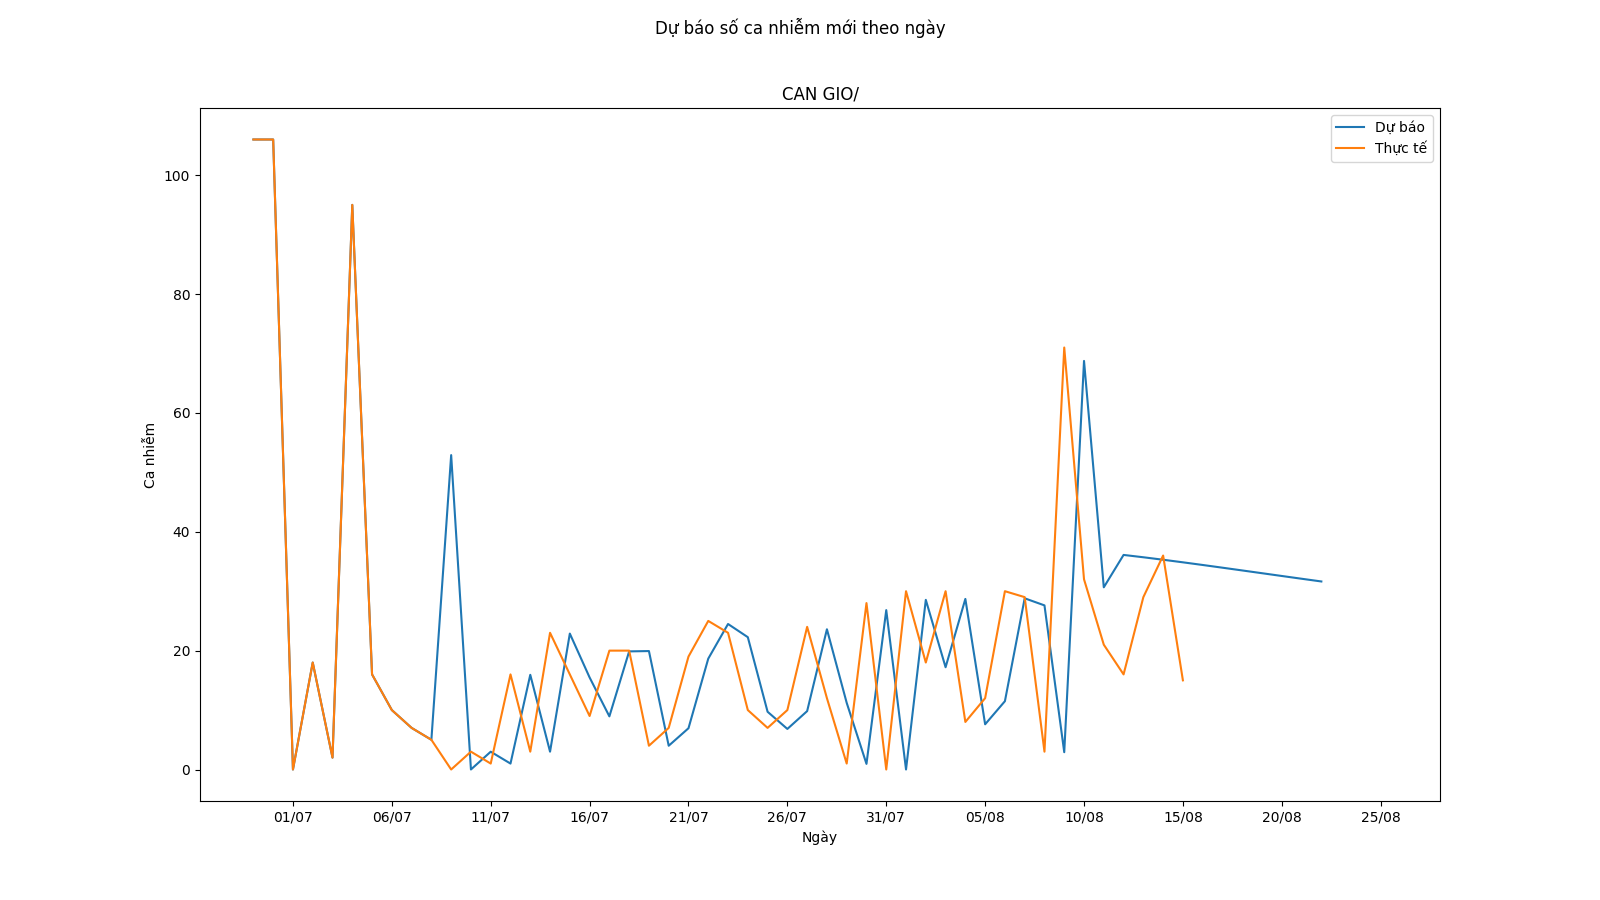 Dự báo số ca nhiễm mới theo ngày
CAN GIO/
Dự báo
Thực tế
100
80
60
40
20
0
Ca nhiễm
01/07 06/07 11/07 16/07 21/07 26/07 31/07 05/08 10/08 15/08 20/08 25/08
Ngày